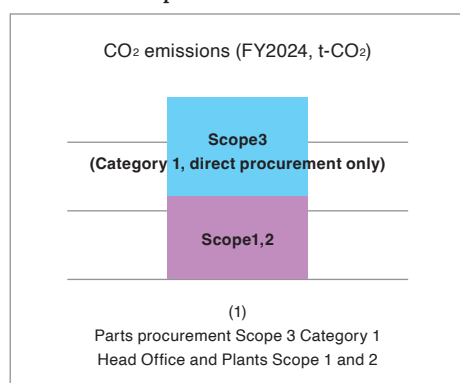 CO₂ emissions (FY2024, t-CO₂)
Scope3
(Category 1, direct procurement only)
Scope1,2
(1)
Parts procurement Scope 3 Category 1
Head Office and Plants Scope 1 and 2